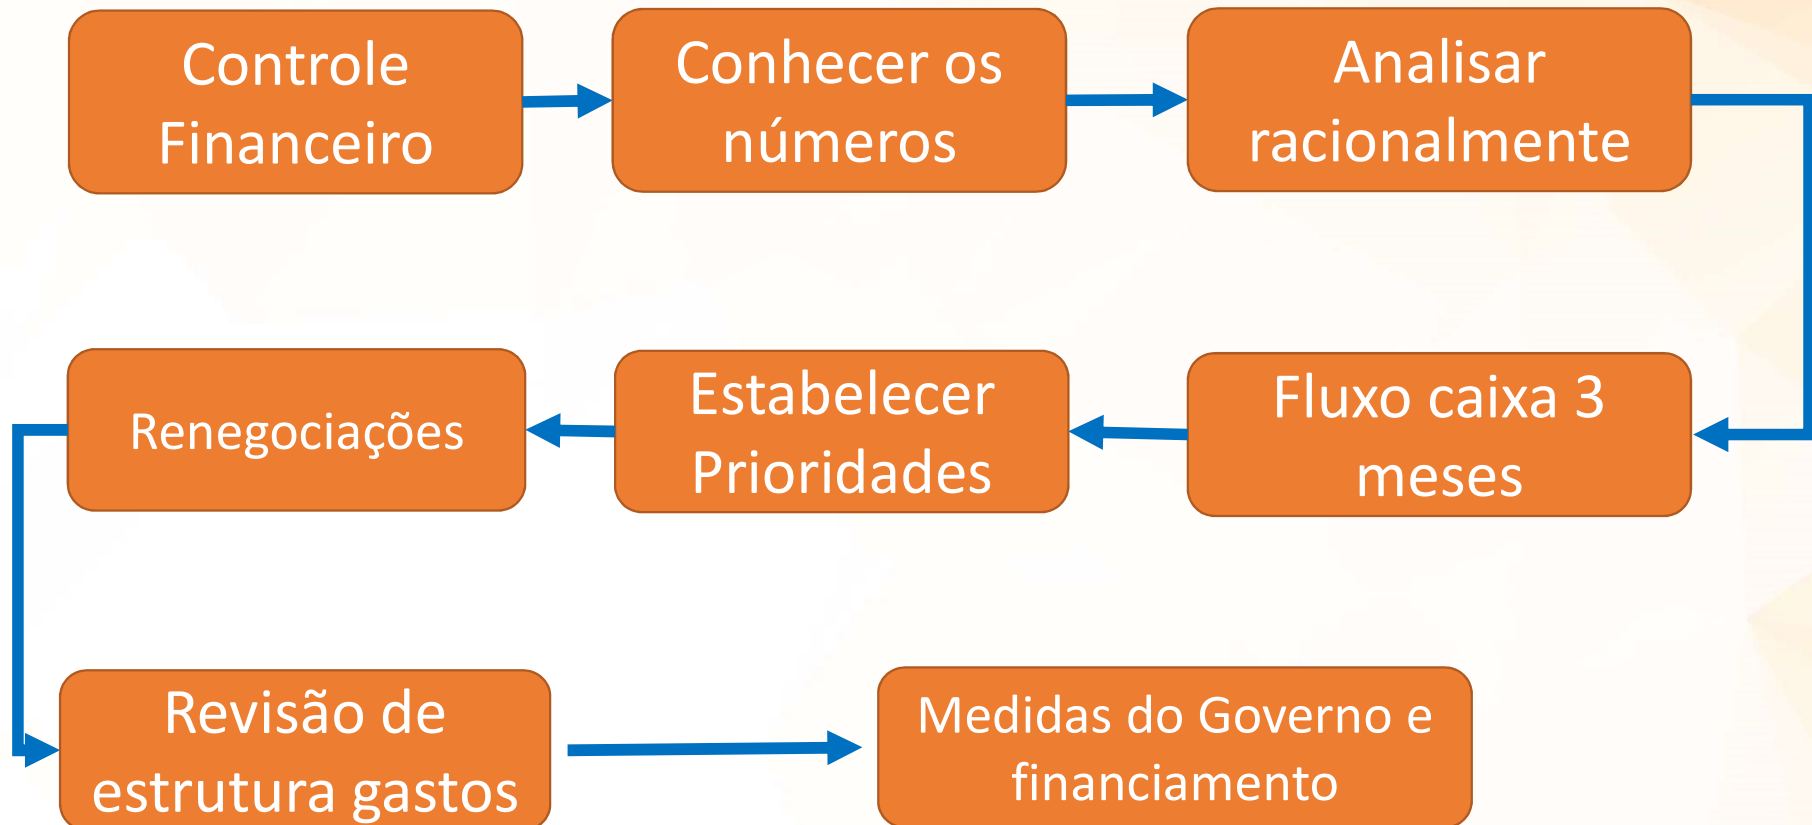 Controle
Financeiro
Conhecer os
números
Analisar
racionalmente
Fluxo caixa 3
meses
Estabelecer
Prioridades
Renegociações
Revisão de
estrutura gastos
Medidas do Governo e
financiamento